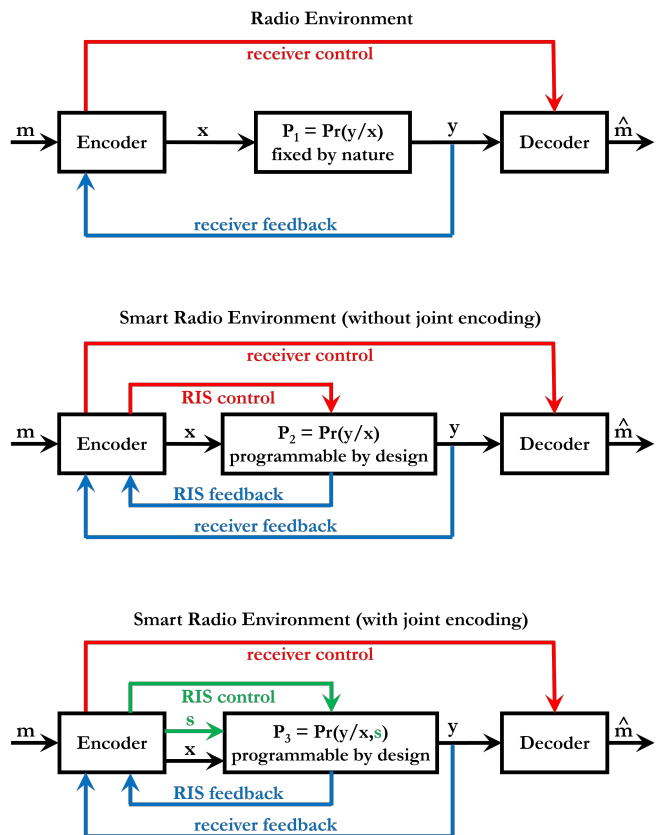 Radio Environment
receiver control
m
Encoder
x
P₁ = Pr(y/x)
fixed by nature
y
Decoder
m̂
receiver feedback
Smart Radio Environment (without joint encoding)
receiver control
RIS control
m
Encoder
x
P₂ = Pr(y/x)
programmable by design
y
Decoder
m̂
RIS feedback
receiver feedback
Smart Radio Environment (with joint encoding)
receiver control
RIS control
m
Encoder
s
x
P₃ = Pr(y/x,s)
programmable by design
y
Decoder
m̂
RIS feedback
receiver feedback